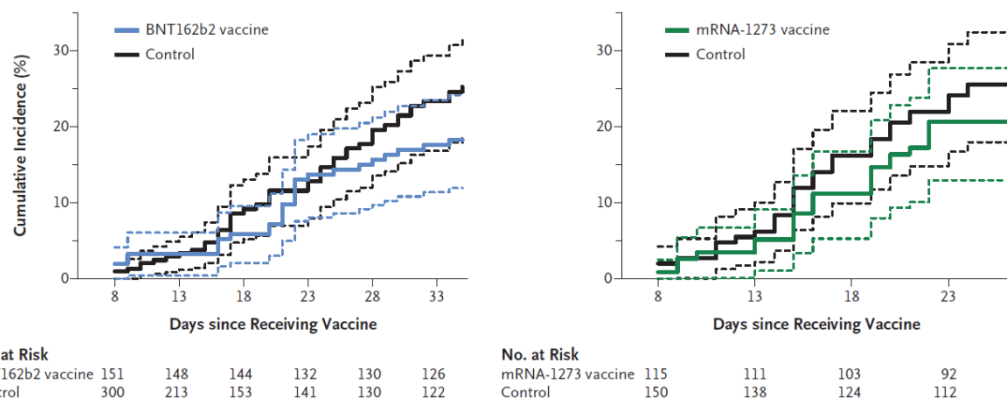 BNT162b2 vaccine
Control
Cumulative Incidence (%)
30
20
10
0
8 13 18 23 28 33
Days since Receiving Vaccine
at Risk
162b2 vaccine 151 148 144 132 130 126
trol 300 213 153 141 130 122
mRNA-1273 vaccine
Control
30
20
10
0
8 13 18 23
Days since Receiving Vaccine
No. at Risk
mRNA-1273 vaccine 115 111 103 92
Control 150 138 124 112